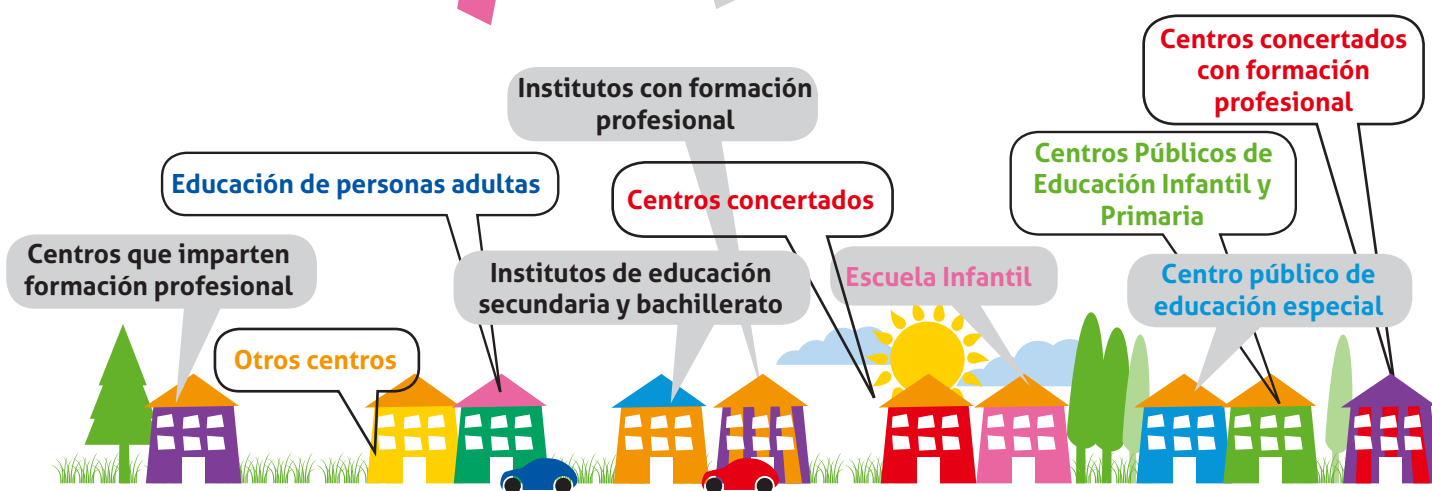 Centros que imparten
formación profesional
Otros centros
Educación de personas adultas
Institutos con formación
profesional
Institutos de educación
secundaria y bachillerato
Centros concertados
Escuela Infantil
Centros Públicos de
Educación Infantil y
Primaria
Centro público de
educación especial
Centros concertados
con formación
profesional